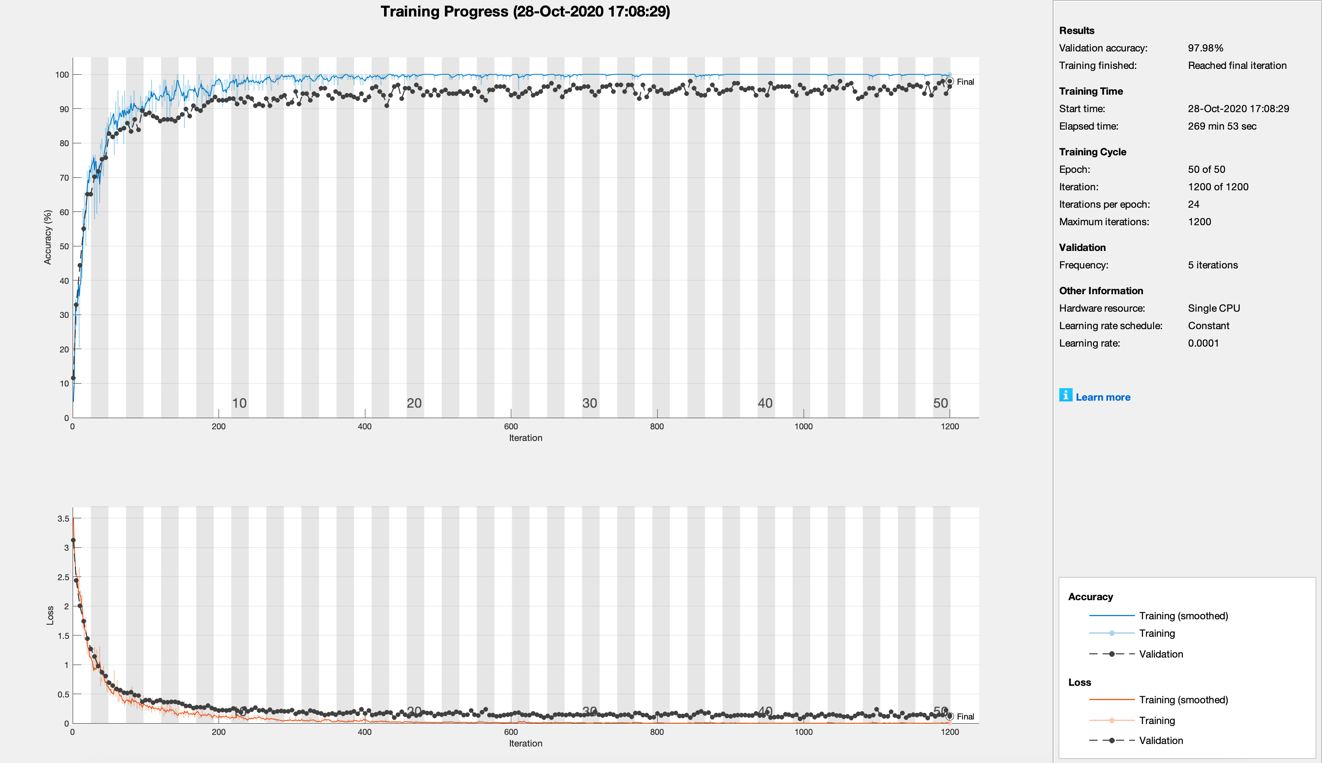 Training Progress (28-Oct-2020 17:08:29)
Accuracy (%)
100
90
80
70
60
50
40
30
20
10
0
Final
10
20
30
40
50
0
200
400
600
800
1000
1200
Iteration
Loss
3.5
3
2.5
2
1.5
1
0.5
0
Final
10
20
30
40
50
0
200
400
600
800
1000
1200
Iteration
Results
Validation accuracy: 97.98%
Training finished: Reached final iteration
Training Time
Start time: 28-Oct-2020 17:08:29
Elapsed time: 269 min 53 sec
Training Cycle
Epoch: 50 of 50
Iteration: 1200 of 1200
Iterations per epoch: 24
Maximum iterations: 1200
Validation
Frequency: 5 iterations
Other Information
Hardware resource: Single CPU
Learning rate schedule: Constant
Learning rate: 0.0001
i Learn more
Accuracy
Training (smoothed)
Training
Validation
Loss
Training (smoothed)
Training
Validation